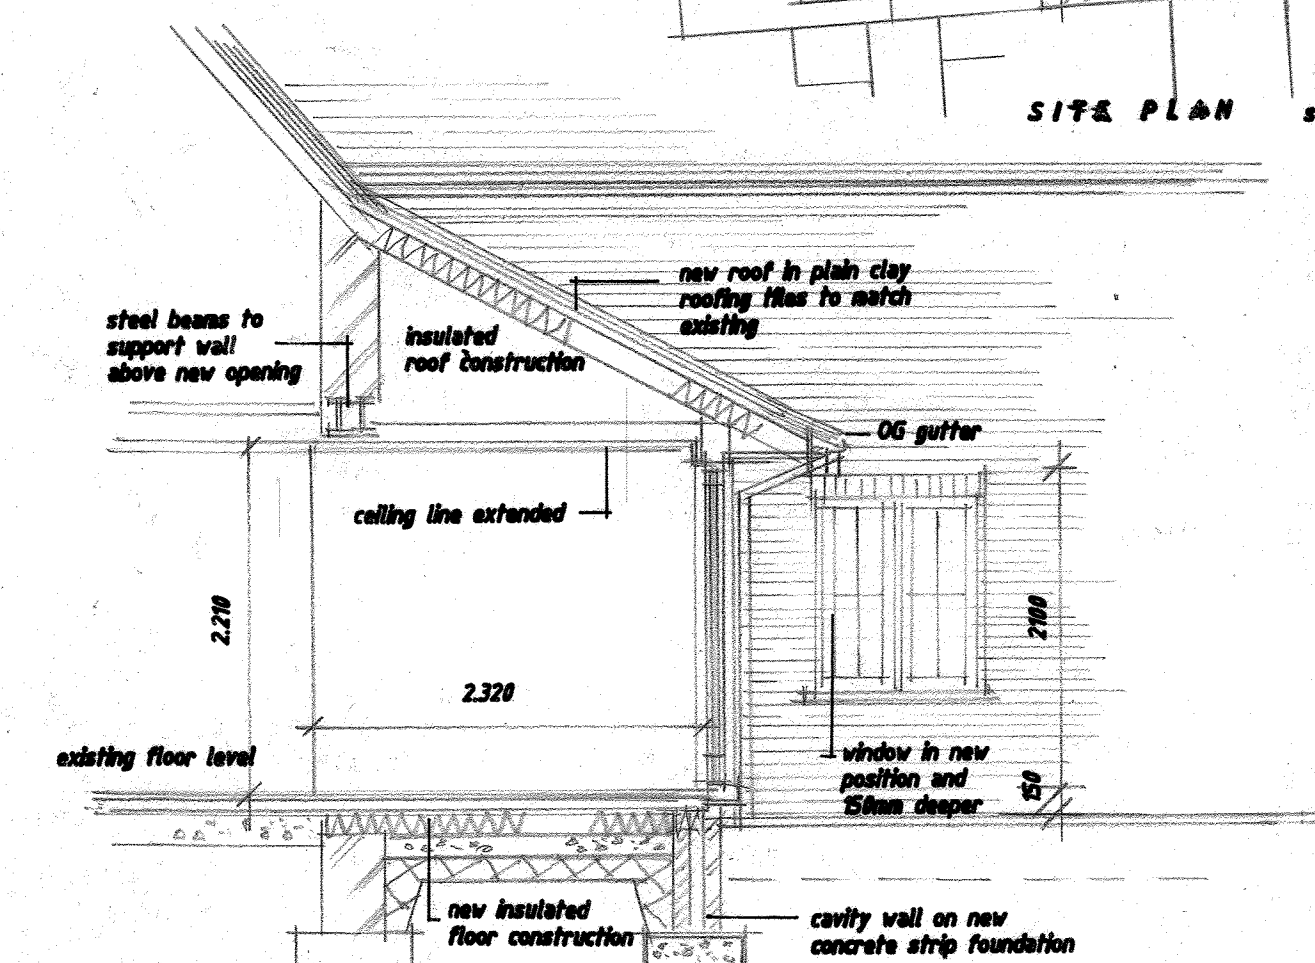 SITE PLAN
new roof in plain clay
roofing tiles to match
existing
steel beams to
support wall
above new opening
insulated
roof construction
OG gutter
ceiling line extended
2.210
2100
2.320
existing floor level
window in new
position and
150mm deeper
150
new insulated
floor construction
cavity wall on new
concrete strip foundation